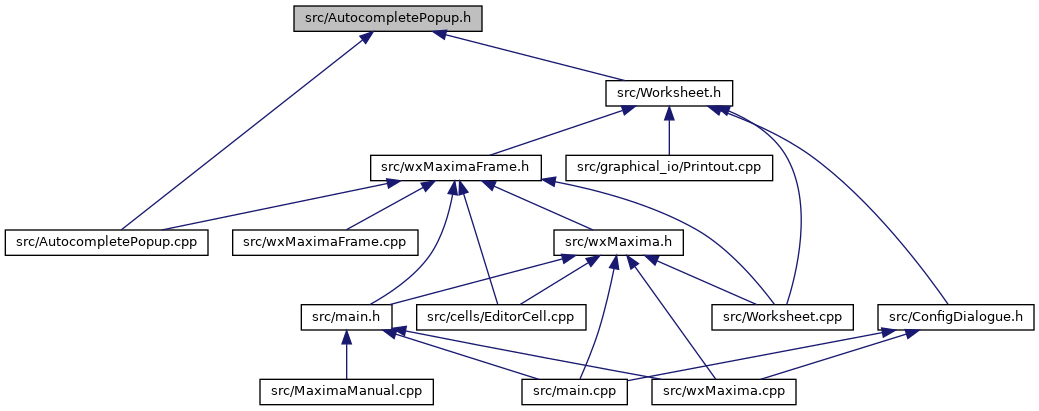 src/AutocompletePopup.h
src/Worksheet.h
src/wxMaximaFrame.h
src/graphical_io/Printout.cpp
src/AutocompletePopup.cpp
src/wxMaximaFrame.cpp
src/wxMaxima.h
src/main.h
src/cells/EditorCell.cpp
src/Worksheet.cpp
src/ConfigDialogue.h
src/MaximaManual.cpp
src/main.cpp
src/wxMaxima.cpp